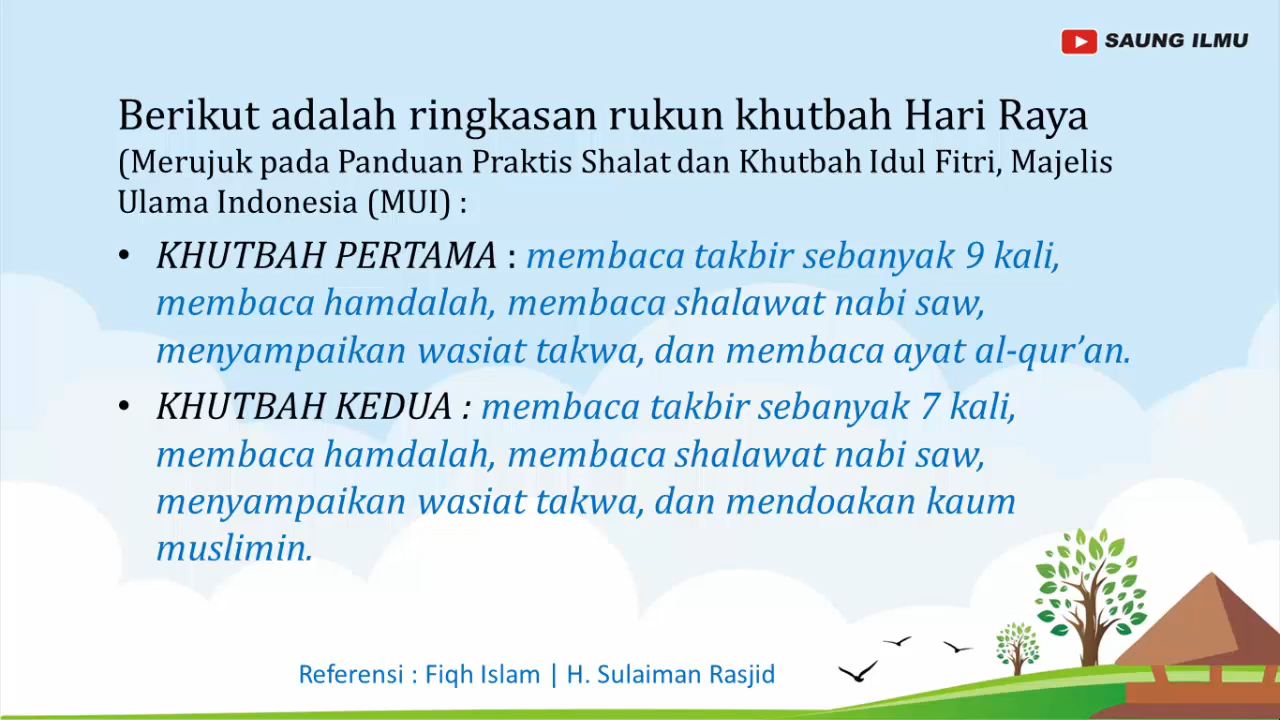 SAUNG ILMU
Berikut adalah ringkasan rukun khutbah Hari Raya
(Merujuk pada Panduan Praktis Shalat dan Khutbah Idul Fitri, Majelis
Ulama Indonesia (MUI) :
• KHUTBAH PERTAMA : membaca takbir sebanyak 9 kali,
membaca hamdalah, membaca shalawat nabi saw,
menyampaikan wasiat takwa, dan membaca ayat al-qur’an.
• KHUTBAH KEDUA : membaca takbir sebanyak 7 kali,
membaca hamdalah, membaca shalawat nabi saw,
menyampaikan wasiat takwa, dan mendoakan kaum
muslimin.
Referensi : Fiqh Islam | H. Sulaiman Rasjid